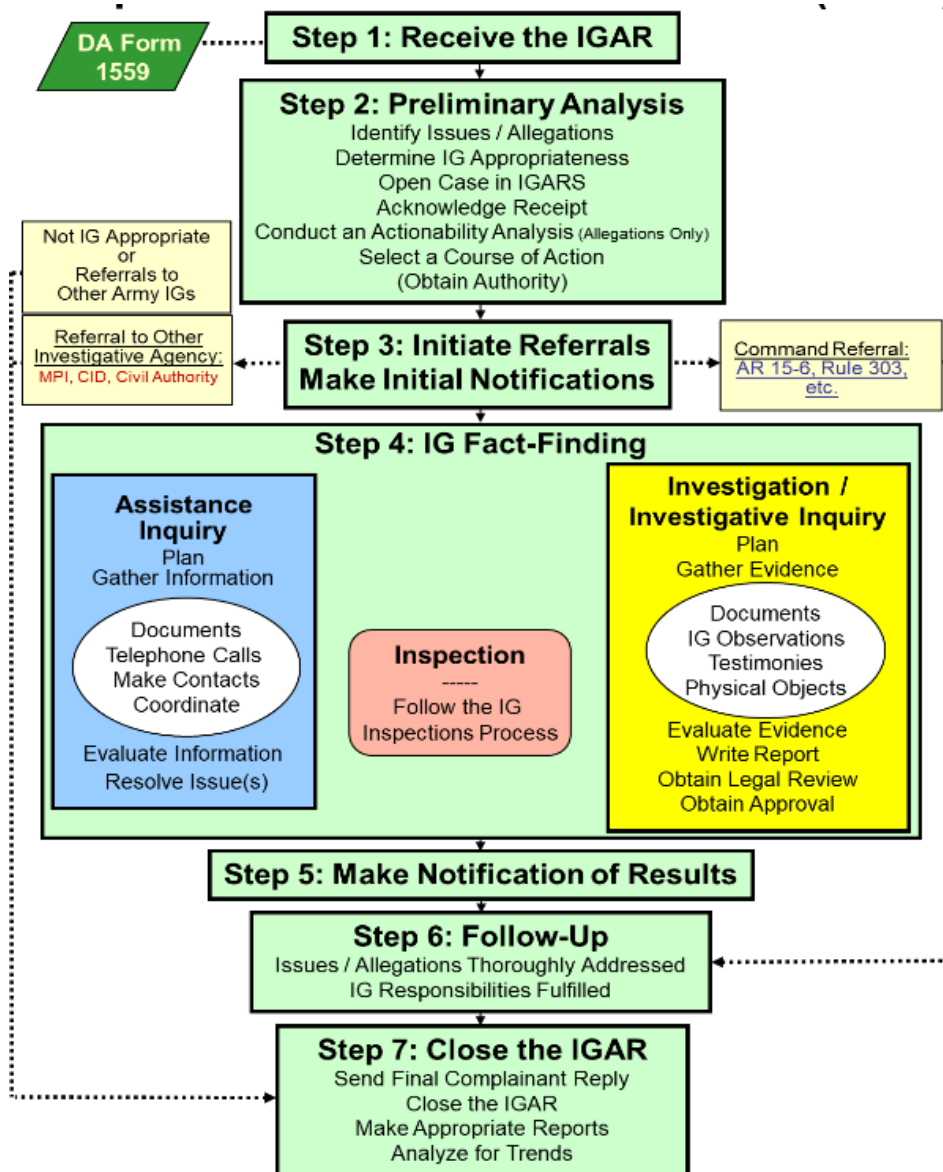 DA Form
1559
Step 1: Receive the IGAR
Step 2: Preliminary Analysis
Identify Issues / Allegations
Determine IG Appropriateness
Open Case in IGARS
Acknowledge Receipt
Conduct an Actionability Analysis (Allegations Only)
Select a Course of Action
(Obtain Authority)
Not IG Appropriate
or
Referrals to
Other Army IGs
Referral to Other
Investigative Agency:
MPI, CID, Civil Authority
Step 3: Initiate Referrals
Make Initial Notifications
Command Referral:
AR 15-6, Rule 303,
etc.
Step 4: IG Fact-Finding
Assistance
Inquiry
Plan
Gather Information
Documents
Telephone Calls
Make Contacts
Coordinate
Evaluate Information
Resolve Issue(s)
Inspection
-----
Follow the IG
Inspections Process
Investigation /
Investigative Inquiry
Plan
Gather Evidence
Documents
IG Observations
Testimonies
Physical Objects
Evaluate Evidence
Write Report
Obtain Legal Review
Obtain Approval
Step 5: Make Notification of Results
Step 6: Follow-Up
Issues / Allegations Thoroughly Addressed
IG Responsibilities Fulfilled
Step 7: Close the IGAR
Send Final Complainant Reply
Close the IGAR
Make Appropriate Reports
Analyze for Trends